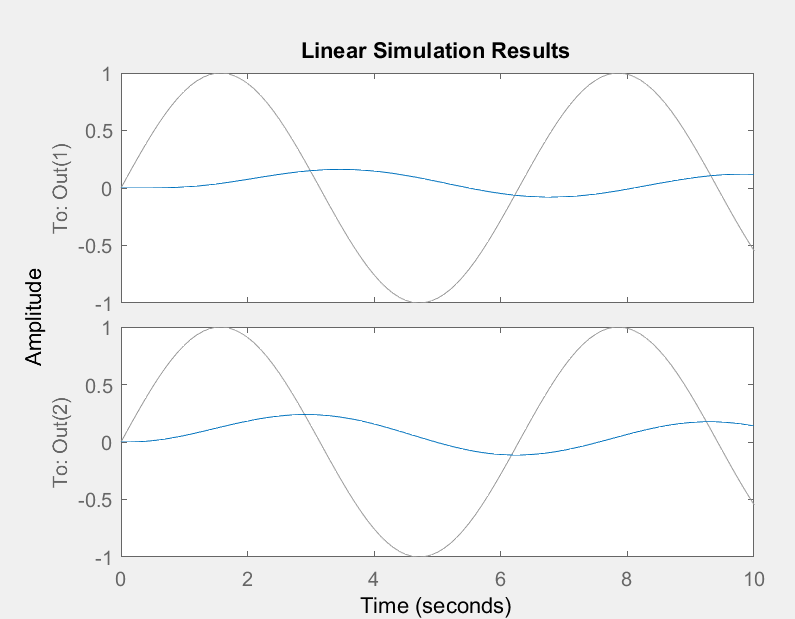 Linear Simulation Results
Amplitude
To: Out(1)
1
0.5
0
-0.5
-1
To: Out(2)
1
0.5
0
-0.5
-1
0 2 4 6 8 10
Time (seconds)